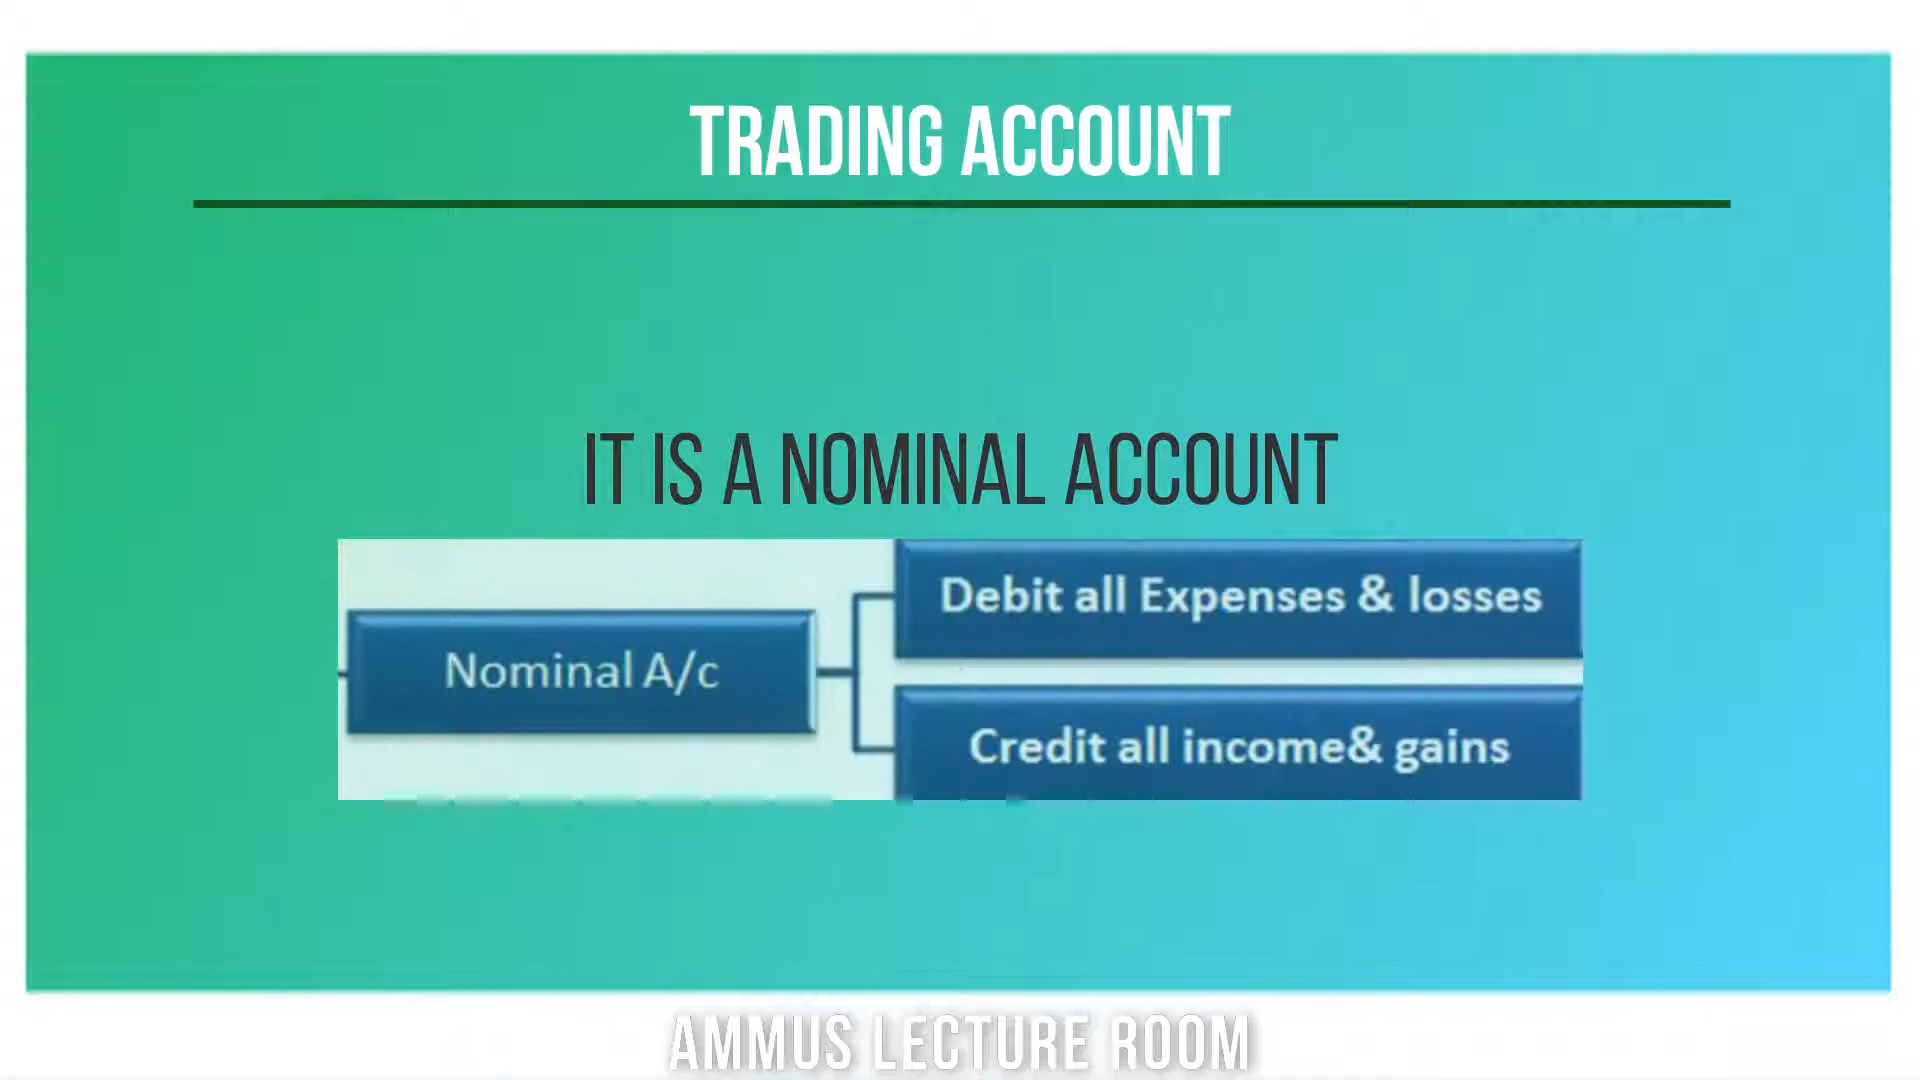 TRADING ACCOUNT
IT IS A NOMINAL ACCOUNT
Nominal A/c
Debit all Expenses & losses
Credit all income& gains
AMMUS LECTURE ROOM